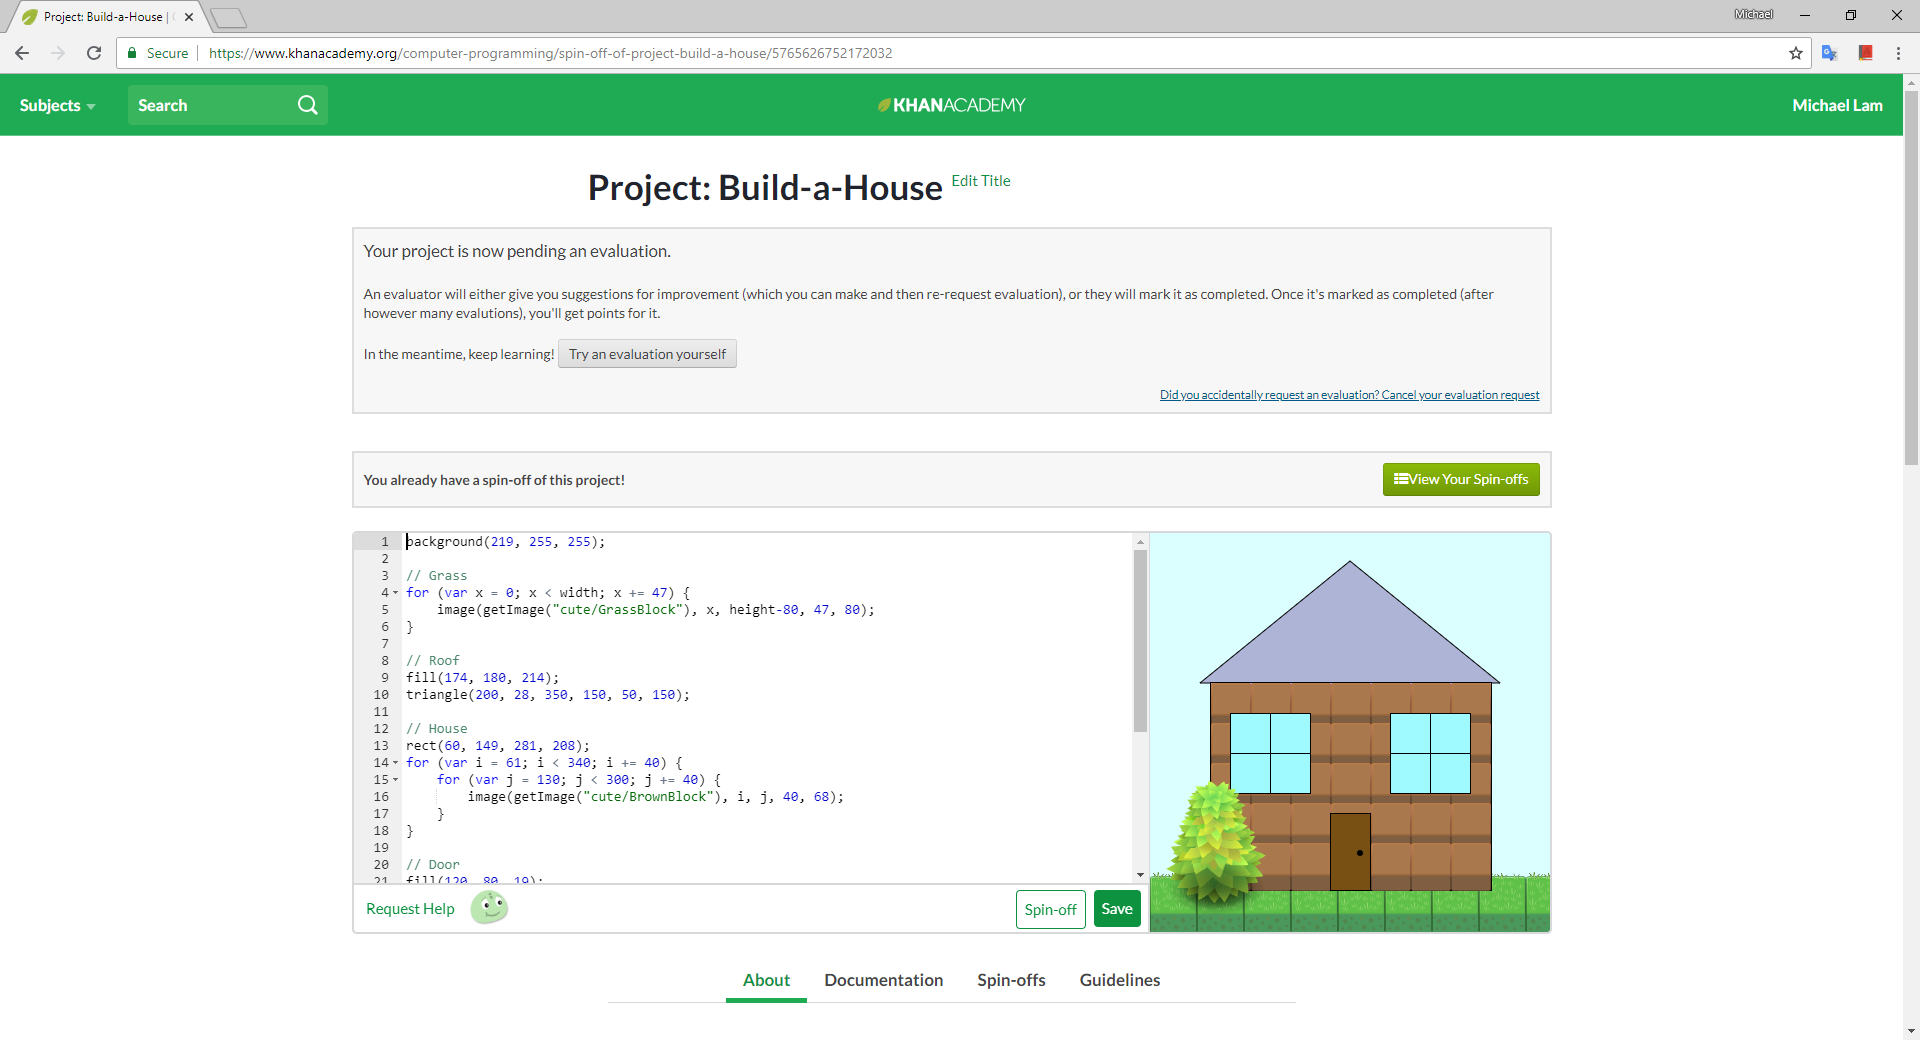 Project: Build-a-House |
Michael
Secure
https://www.khanacademy.org/computer-programming/spin-off-of-project-build-a-house/5765626752172032
Subjects
Search
KHANACADEMY
Michael Lam
Project: Build-a-House
Edit Title
Your project is now pending an evaluation.
An evaluator will either give you suggestions for improvement (which you can make and then re-request evaluation), or they will mark it as completed. Once it's marked as completed (after
however many evalutions), you'll get points for it.
In the meantime, keep learning!
Try an evaluation yourself
Did you accidentally request an evaluation? Cancel your evaluation request
You already have a spin-off of this project!
View Your Spin-offs
1 background(219, 255, 255);
2
3 // Grass
4 for (var x = 0; x < width; x += 47) {
5     image(getImage("cute/GrassBlock"), x, height-80, 47, 80);
6 }
7
8 // Roof
9 fill(174, 180, 214);
10 triangle(200, 28, 350, 150, 50, 150);
11
12 // House
13 rect(60, 149, 281, 208);
14 for (var i = 61; i < 340; i += 40) {
15     for (var j = 130; j < 300; j += 40) {
16         image(getImage("cute/BrownBlock"), i, j, 40, 68);
17     }
18 }
19
20 // Door
21 fill(120, 80, 19);
Request Help
Spin-off
Save
About
Documentation
Spin-offs
Guidelines